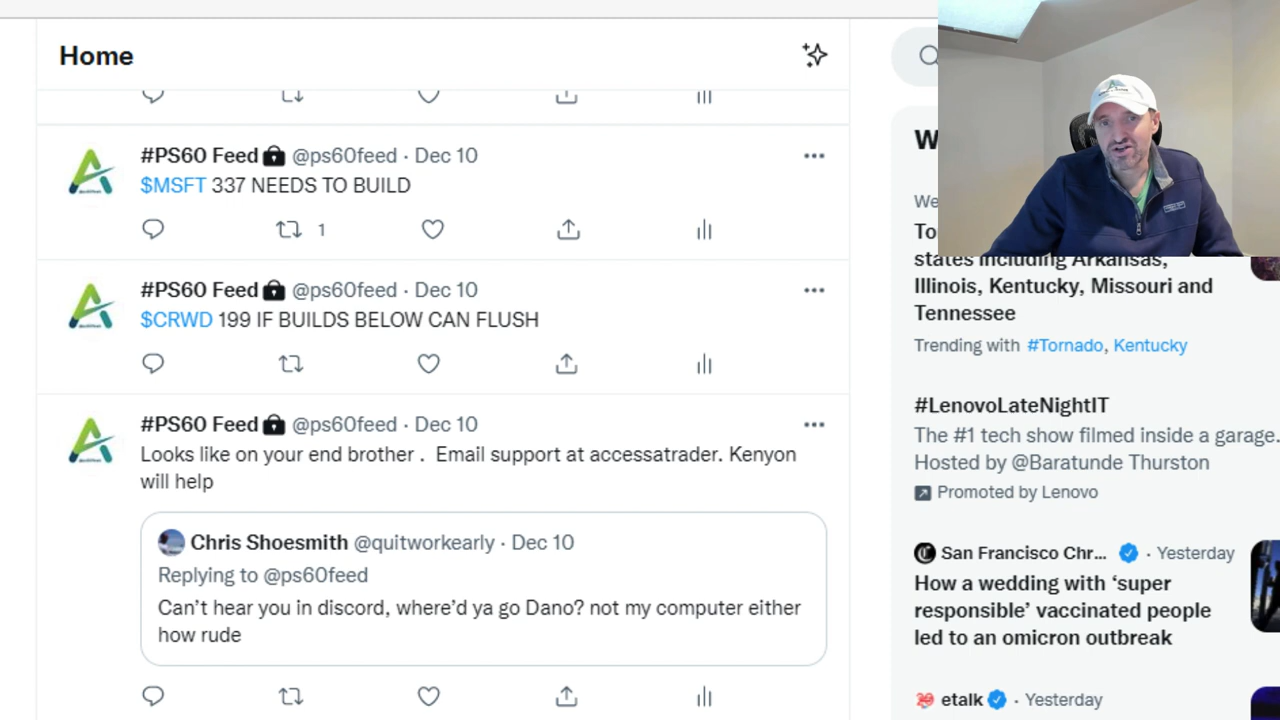 Home
#PS60 Feed @ps60feed · Dec 10
$MSFT 337 NEEDS TO BUILD
1
#PS60 Feed @ps60feed · Dec 10
$CRWD 199 IF BUILDS BELOW CAN FLUSH
#PS60 Feed @ps60feed · Dec 10
Looks like on your end brother . Email support at accessatrader. Kenyon
will help
Chris Shoesmith @quitworkearly · Dec 10
Replying to @ps60feed
Can't hear you in discord, where'd ya go Dano? not my computer either
how rude
W
We
To
states including Arkansas,
Illinois, Kentucky, Missouri and
Tennessee
Trending with #Tornado, Kentucky
#LenovoLateNightIT
The #1 tech show filmed inside a garage.
Hosted by @Baratunde Thurston
Promoted by Lenovo
San Francisco Chr... · Yesterday
How a wedding with ‘super
responsible’ vaccinated people
led to an omicron outbreak
etalk · Yesterday